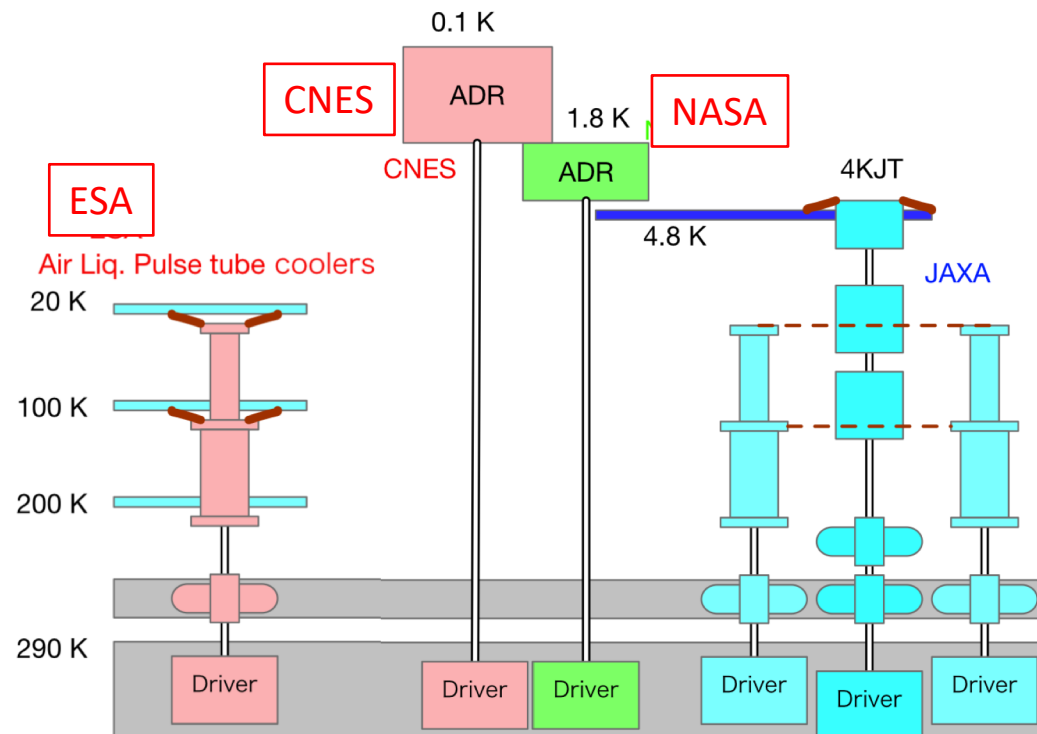 0.1 K
CNES
ADR
1.8 K
NASA
CNES
ADR
4KJT
ESA
4.8 K
Air Liq. Pulse tube coolers
JAXA
20 K
100 K
200 K
290 K
Driver
Driver
Driver
Driver
Driver
Driver